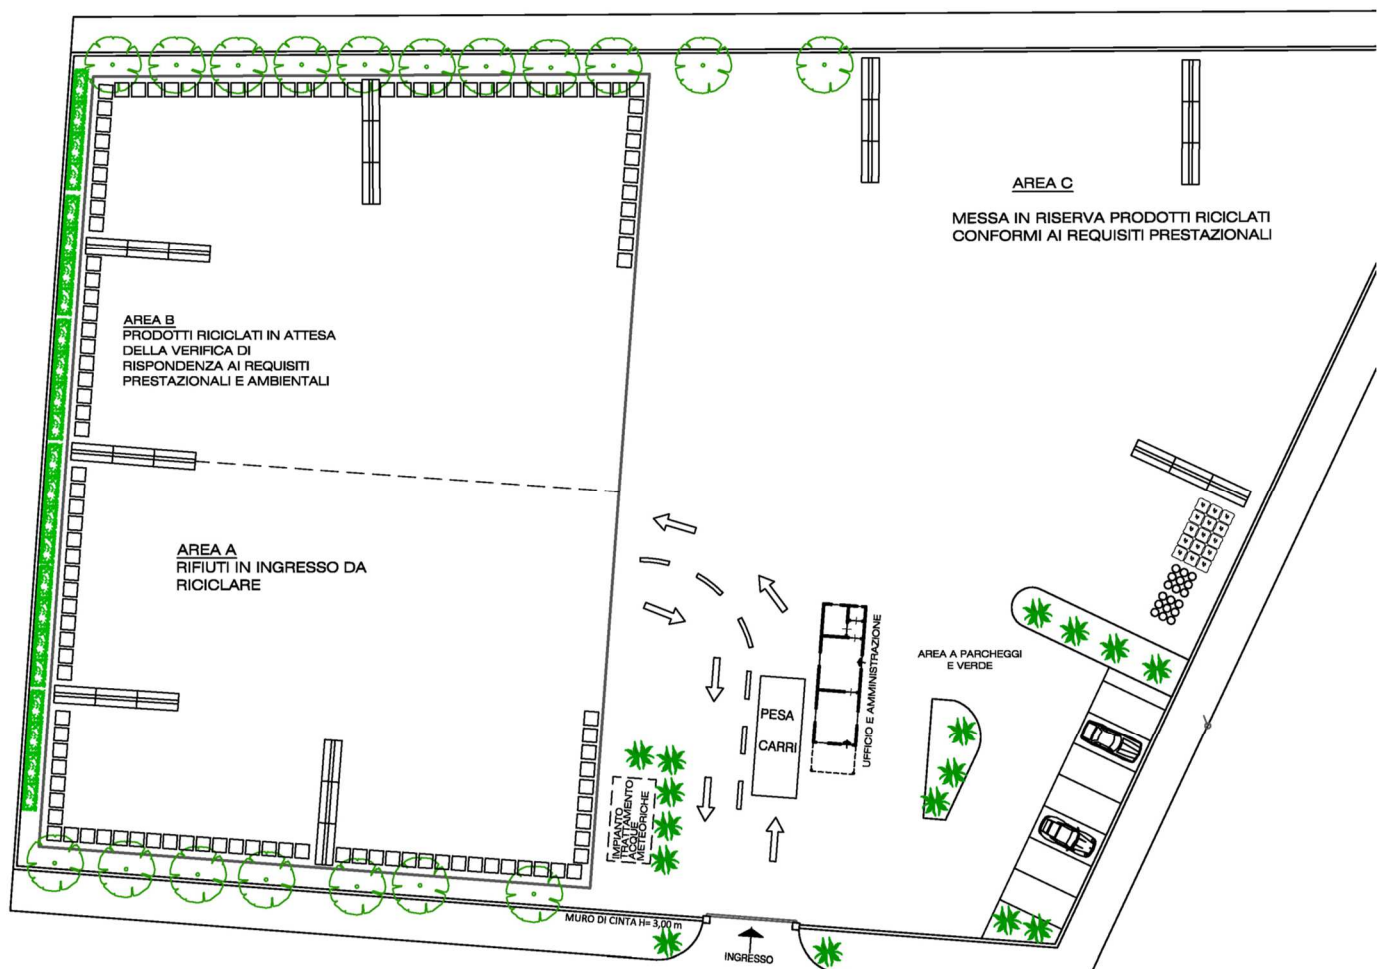 AREA C
MESSA IN RISERVA PRODOTTI RICICLATI
CONFORMI AI REQUISITI PRESTAZIONALI
AREA B
PRODOTTI RICICLATI IN ATTESA
DELLA VERIFICA DI
RISPONDENZA AI REQUISITI
PRESTAZIONALI E AMBIENTALI
AREA A
RIFIUTI IN INGRESSO DA
RICICLARE
AREA A PARCHEGGI
E VERDE
UFFICIO E AMMINISTRAZIONE
PESA
CARRI
IMPIANTO
TRATTAMENTO
ACQUE
METEORICHE
MURO DI CINTA H= 3,00 m
INGRESSO